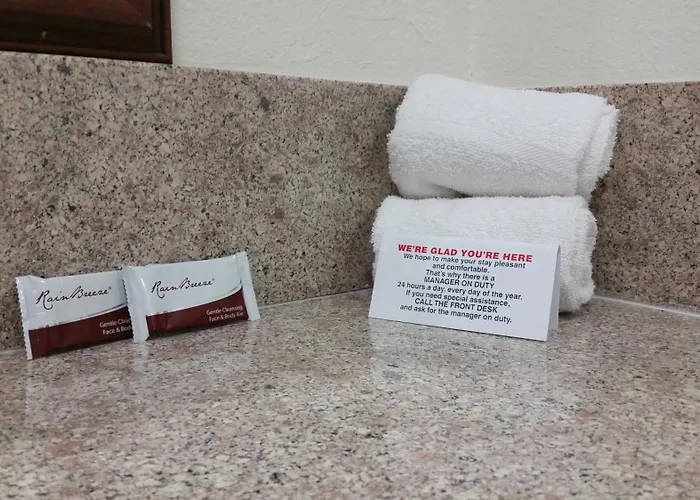 RainBreeze®
Gentle Cleansing
Face & Body
RainBreeze®
Gentle Cleansing
Face & Body Bar
WE'RE GLAD YOU'RE HERE
We hope to make your stay pleasant
and comfortable.
That's why there is a
MANAGER ON DUTY
24 hours a day, every day of the year.
If you need special assistance,
CALL THE FRONT DESK
and ask for the manager on duty.